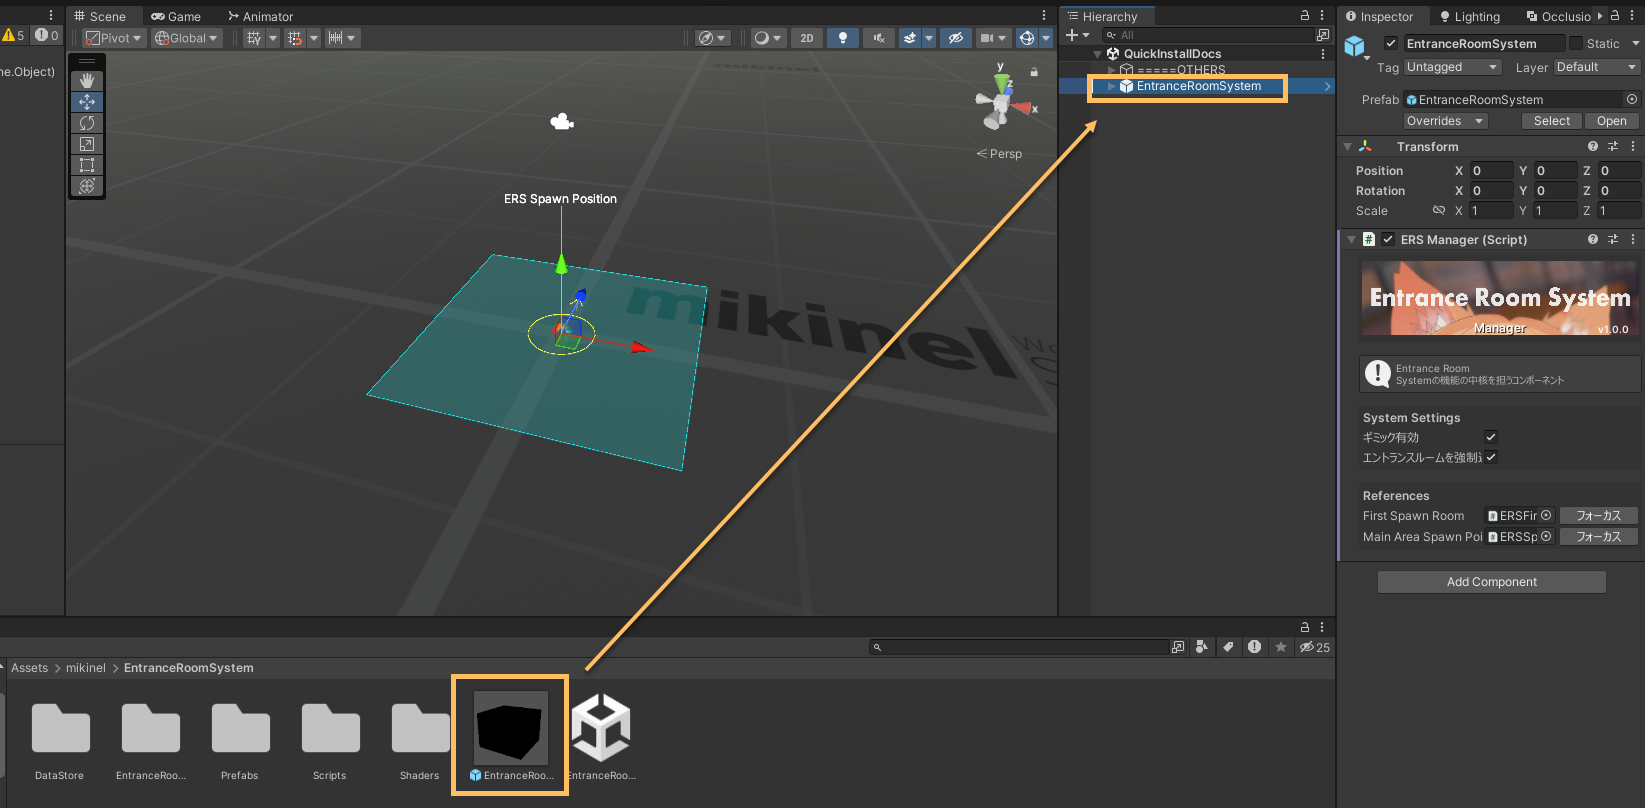 5
0
Scene
Game
Animator
Pivot
Global
2D
ne.Object)
y
z
x
Persp
ERS Spawn Position
mikinel
Hierarchy
All
QuickInstallDocs
=====OTHERS
EntranceRoomSystem
Inspector
Lighting
Occlusio
EntranceRoomSystem
Static
Tag
Untagged
Layer
Default
Prefab
EntranceRoomSystem
Overrides
Select
Open
Transform
Position X 0 Y 0 Z 0
Rotation X 0 Y 0 Z 0
Scale X 1 Y 1 Z 1
ERS Manager (Script)
Entrance Room System
Manager
v1.0.0
Entrance Room
Systemの機能の中核を担うコンポーネント
System Settings
ギミック有効
エントランスルームを強制
References
First Spawn Room ERSFir フォーカス
Main Area Spawn Poi ERSSp フォーカス
Add Component
25
Assets > mikinel > EntranceRoomSystem
DataStore
EntranceRoo...
Prefabs
Scripts
Shaders
EntranceRoo...
EntranceRoo...